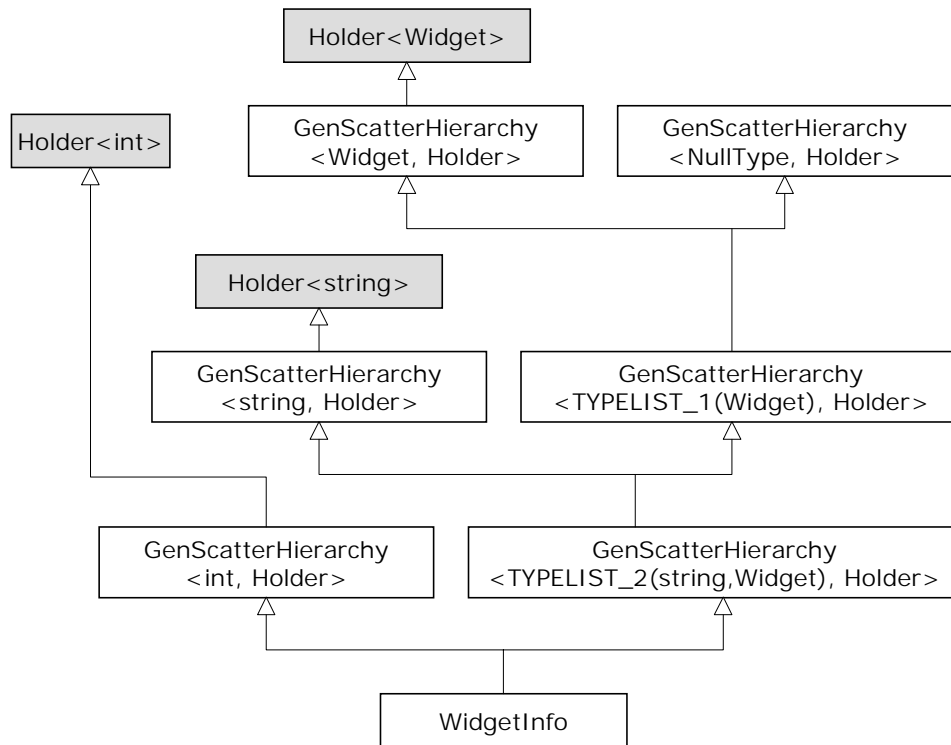 Holder<Widget>
GenScatterHierarchy
<Widget, Holder>
GenScatterHierarchy
<NullType, Holder>
Holder<int>
Holder<string>
GenScatterHierarchy
<string, Holder>
GenScatterHierarchy
<TYPELIST_1(Widget), Holder>
GenScatterHierarchy
<int, Holder>
GenScatterHierarchy
<TYPELIST_2(string,Widget), Holder>
WidgetInfo